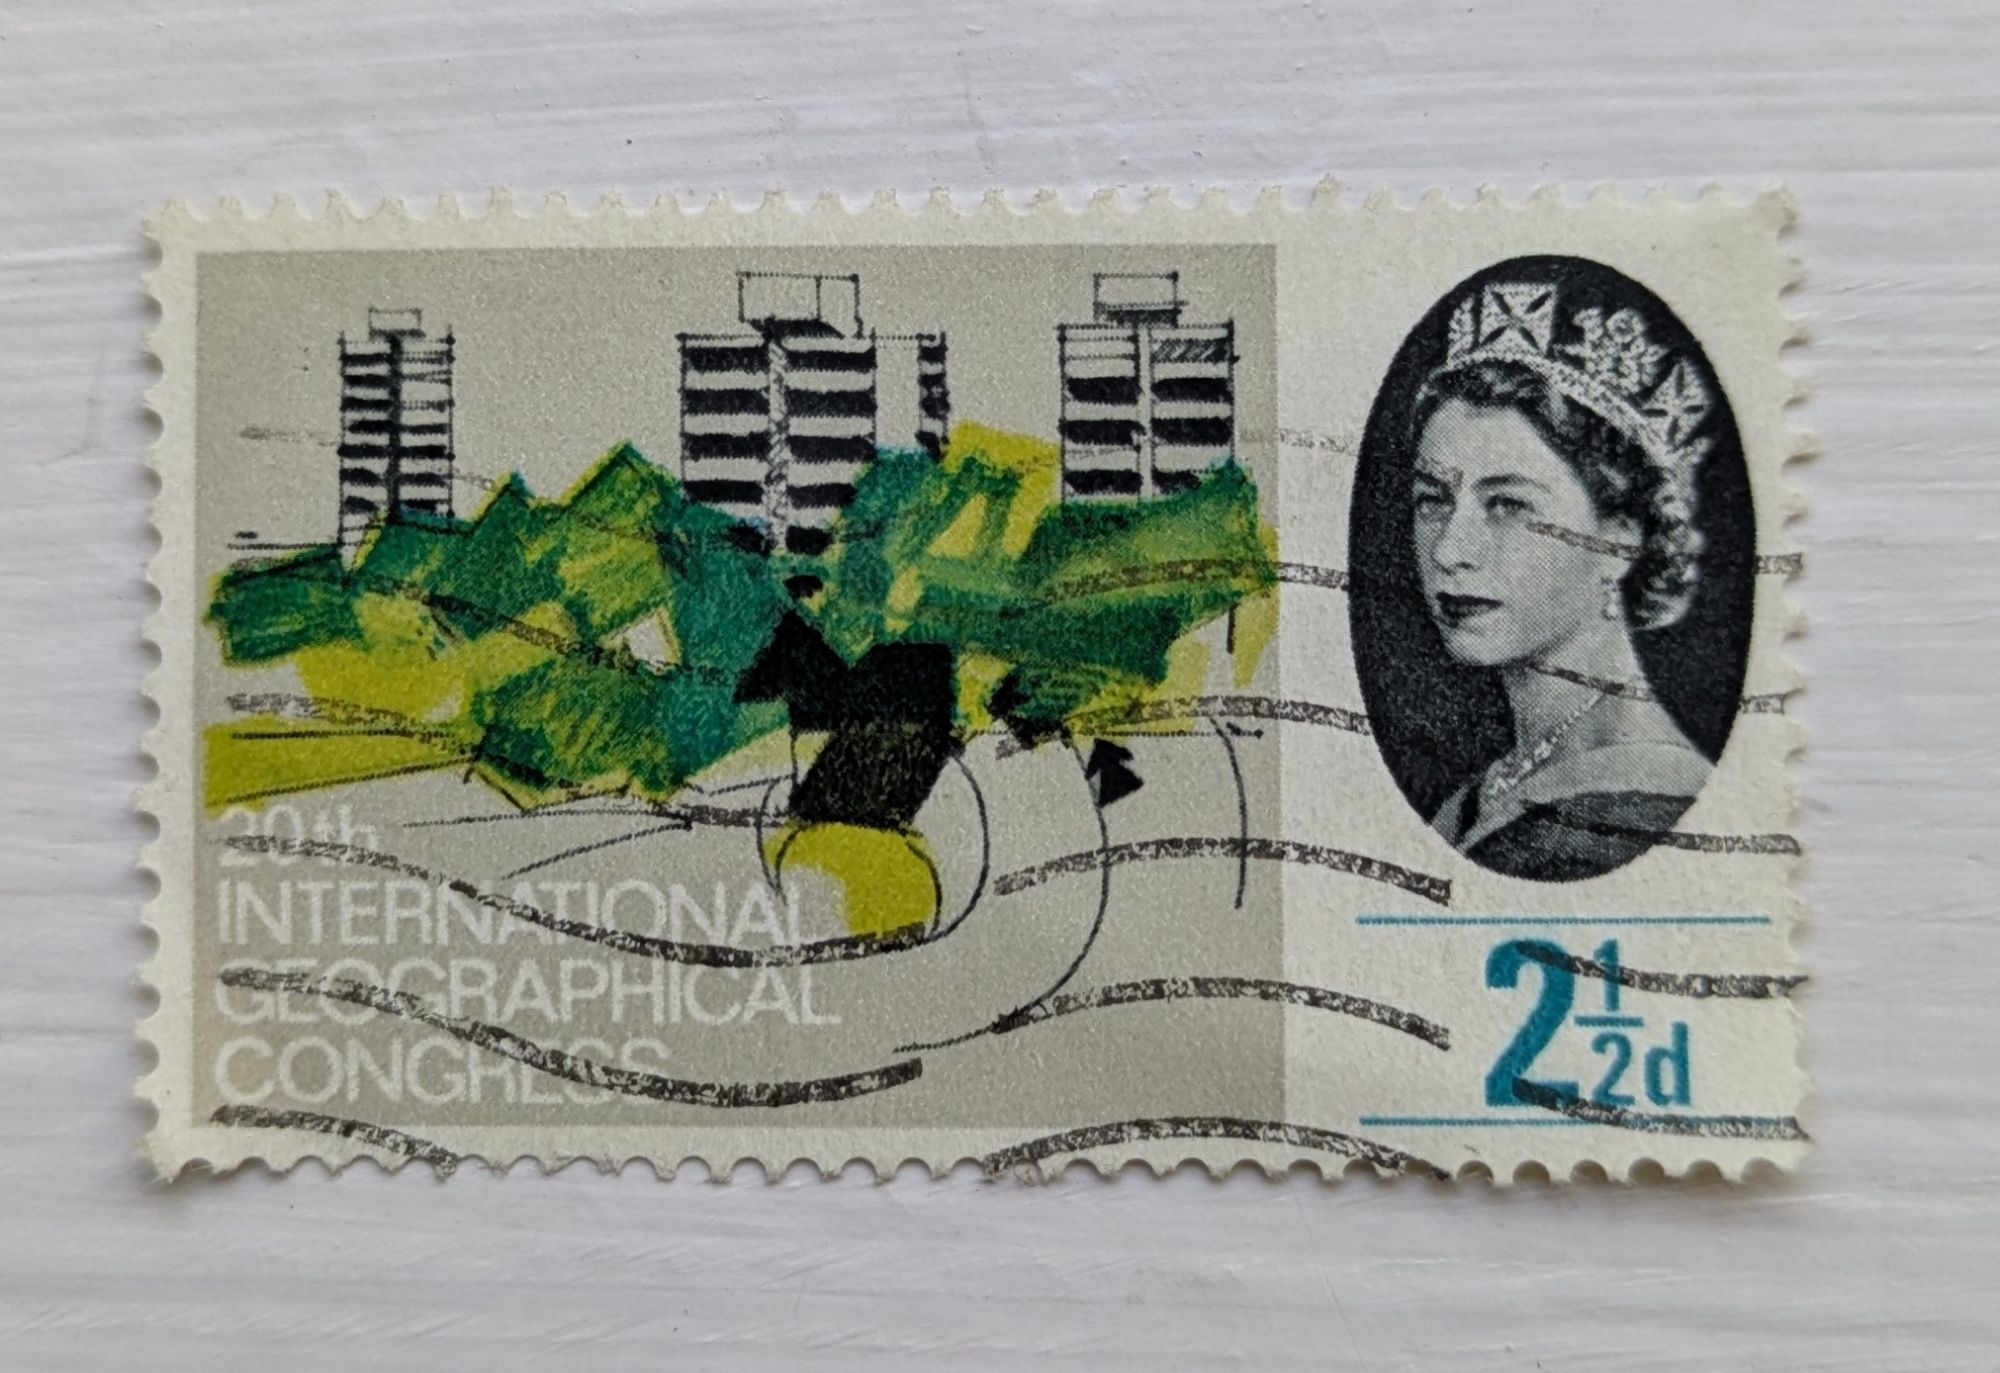 20th
INTERNATIONAL
GEOGRAPHICAL
CONGRESS
2½d